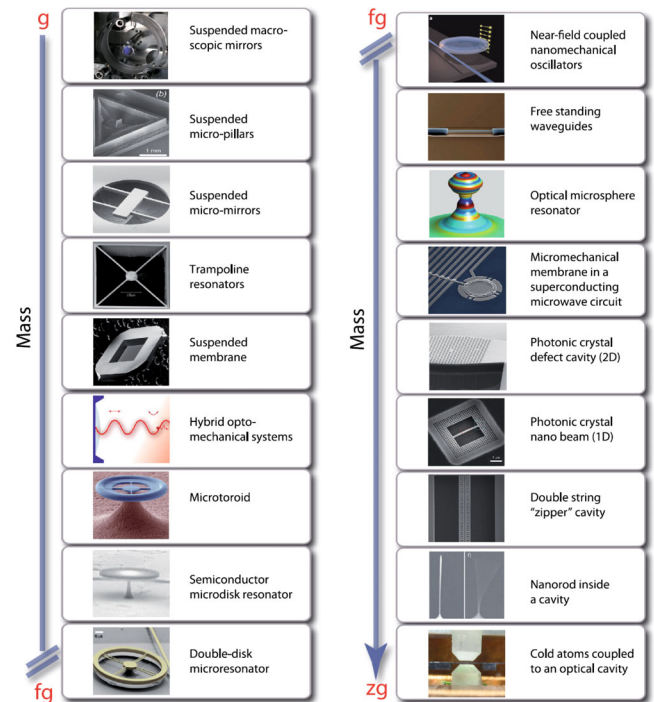 g
Mass
fg
Suspended macro-
scopic mirrors
(b)
1 mm
Suspended
micro-pillars
Suspended
micro-mirrors
Trampoline
resonators
Suspended
membrane
Hybrid opto-
mechanical systems
Microtoroid
Semiconductor
microdisk resonator
Double-disk
microresonator
fg
Mass
zg
a
Near-field coupled
nanomechanical
oscillators
Free standing
waveguides
Optical microsphere
resonator
Micromechanical
membrane in a
superconducting
microwave circuit
Photonic crystal
defect cavity (2D)
Photonic crystal
nano beam (1D)
Double string
“zipper” cavity
Nanorod inside
a cavity
Cold atoms coupled
to an optical cavity